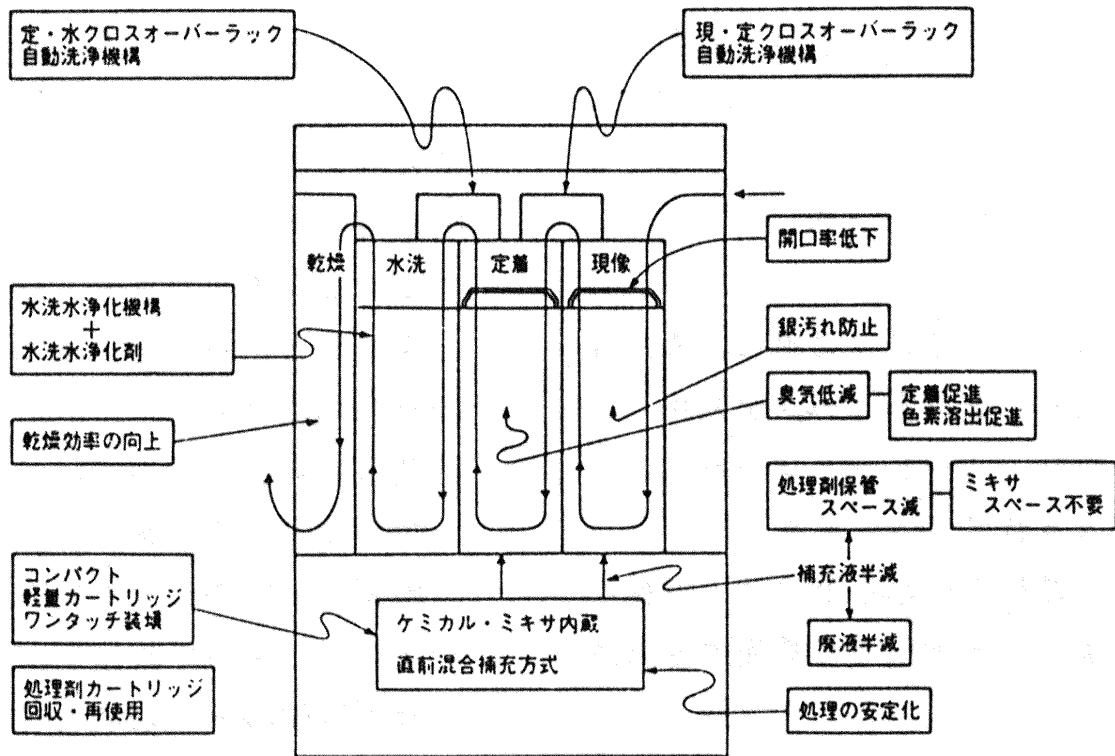 定・水クロスオーバーラック
自動洗浄機構
現・定クロスオーバーラック
自動洗浄機構
開口率低下
乾燥
水洗
定着
現像
水洗水浄化機構
+
水洗水浄化剤
銀汚れ防止
臭気低減
定着促進
色素溶出促進
乾燥効率の向上
処理剤保管
スペース減
ミキサ
スペース不要
コンパクト
軽量カートリッジ
ワンタッチ装填
補充液半減
ケミカル・ミキサ内蔵
直前混合補充方式
廃液半減
処理剤カートリッジ
回収・再使用
処理の安定化